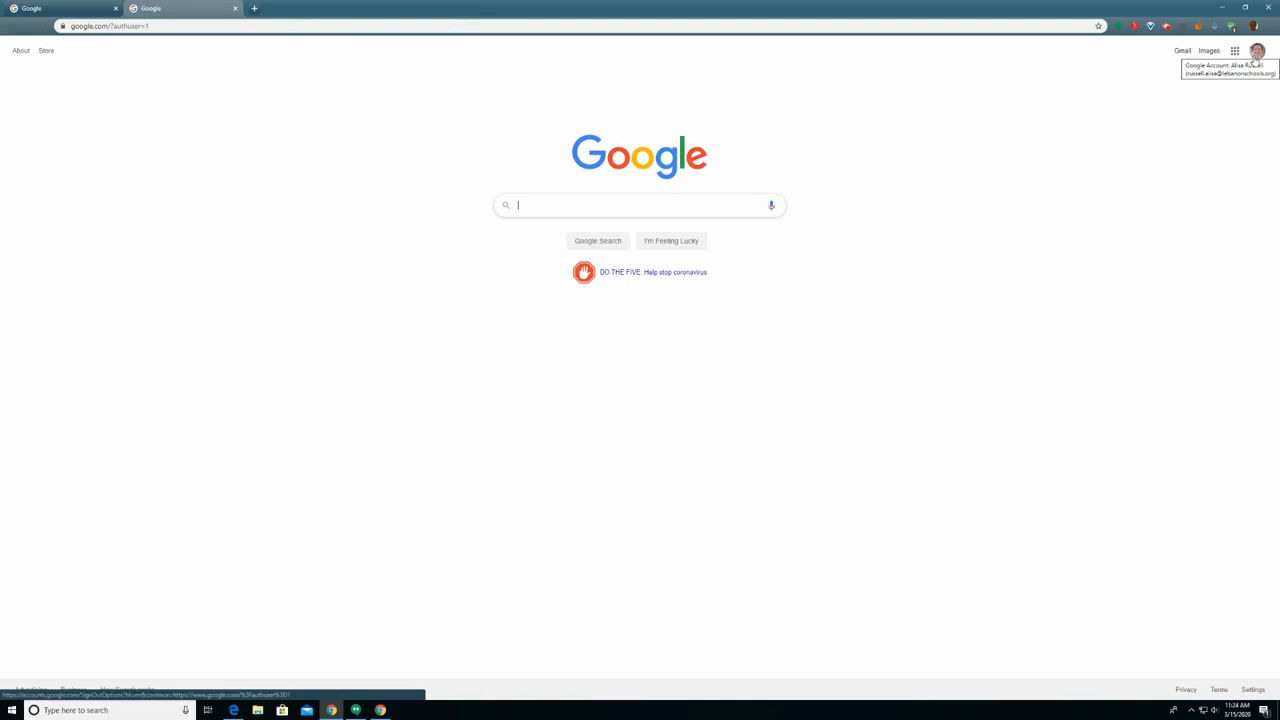 Google
Google
google.com/?authuser=1
About
Store
Gmail
Images
Google Account: Alisa Russell
(russell.alisa@lebanonschools.org)
Google
Google Search
I'm Feeling Lucky
DO THE FIVE. Help stop coronavirus
Privacy
Terms
Settings
Type here to search
11:24 AM
3/15/2020